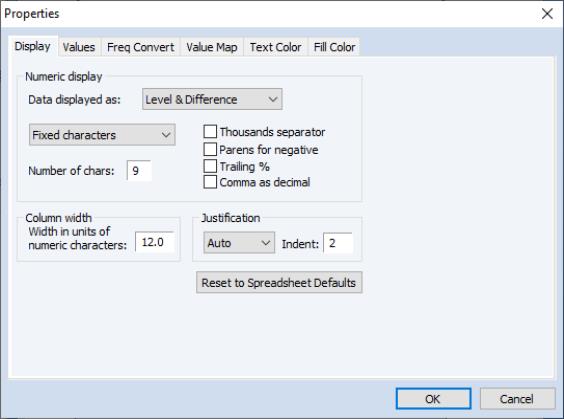 Properties
Display Values Freq Convert Value Map Text Color Fill Color
Numeric display
Data displayed as: Level & Difference
Fixed characters
Thousands separator
Parens for negative
Number of chars: 9
Trailing %
Comma as decimal
Column width
Width in units of
numeric characters: 12.0
Justification
Auto Indent: 2
Reset to Spreadsheet Defaults
OK Cancel